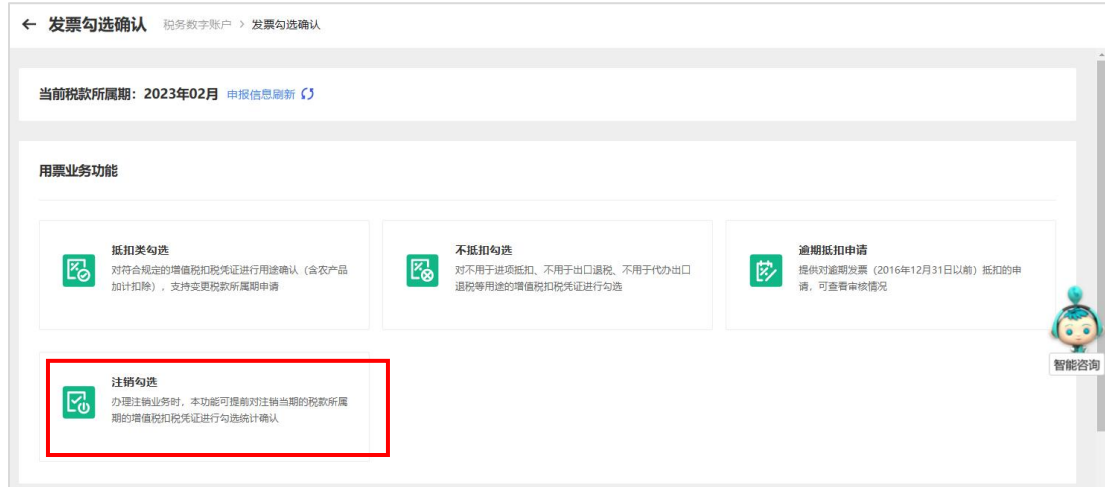 ← 发票勾选确认 税务数字账户 > 发票勾选确认
当前税款所属期：2023年02月 申报信息刷新
用票业务功能
抵扣类勾选
对符合规定的增值税扣税凭证进行用途确认（含农产品
加计扣除），支持变更税款所属期申请
不抵扣勾选
对不用于进项抵扣、不用于出口退税、不用于代办出口
退税等用途的增值税扣税凭证进行勾选
逾期抵扣申请
提供对逾期发票（2016年12月31日以前）抵扣的申
请，可查看审核情况
智能咨询
注销勾选
办理注销业务时，本功能可提前对注销当期的税款所属
期的增值税扣税凭证进行勾选统计确认